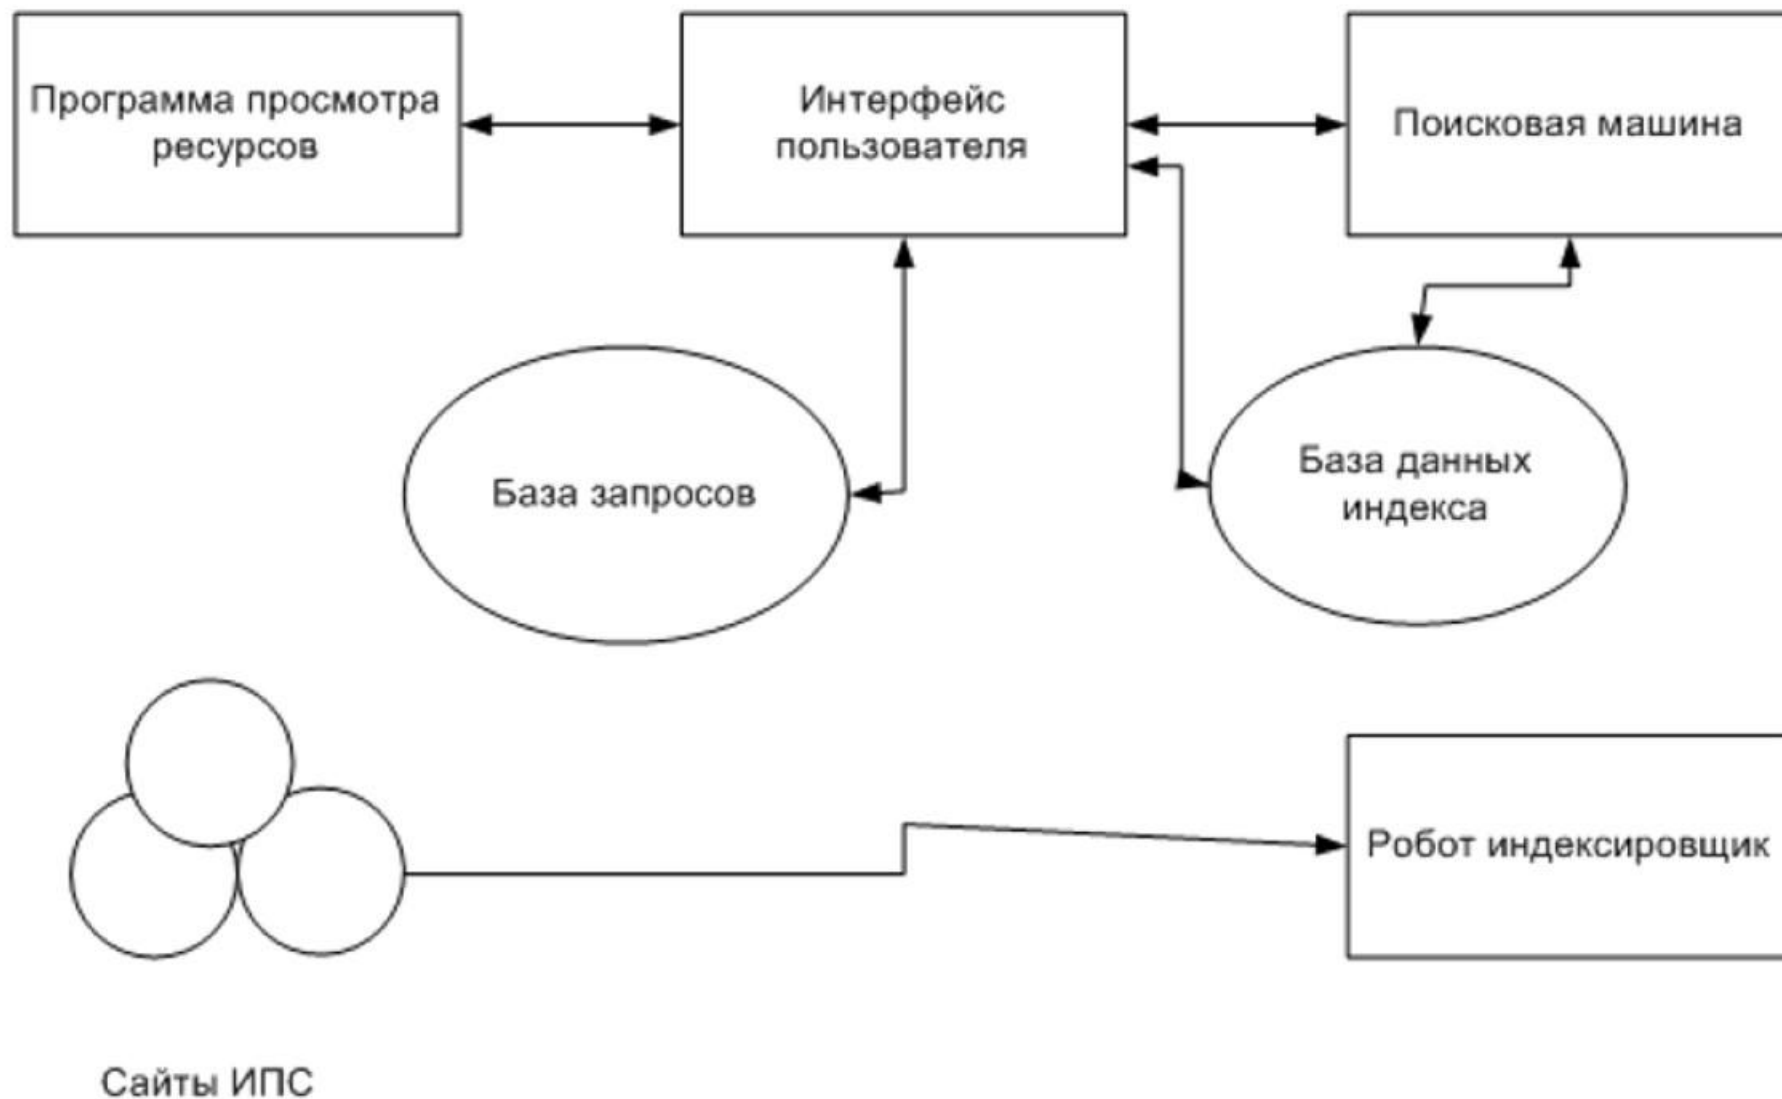 Программа просмотра
ресурсов
Интерфейс
пользователя
Поисковая машина
База запросов
База данных
индекса
Робот индексировщик
Сайты ИПС